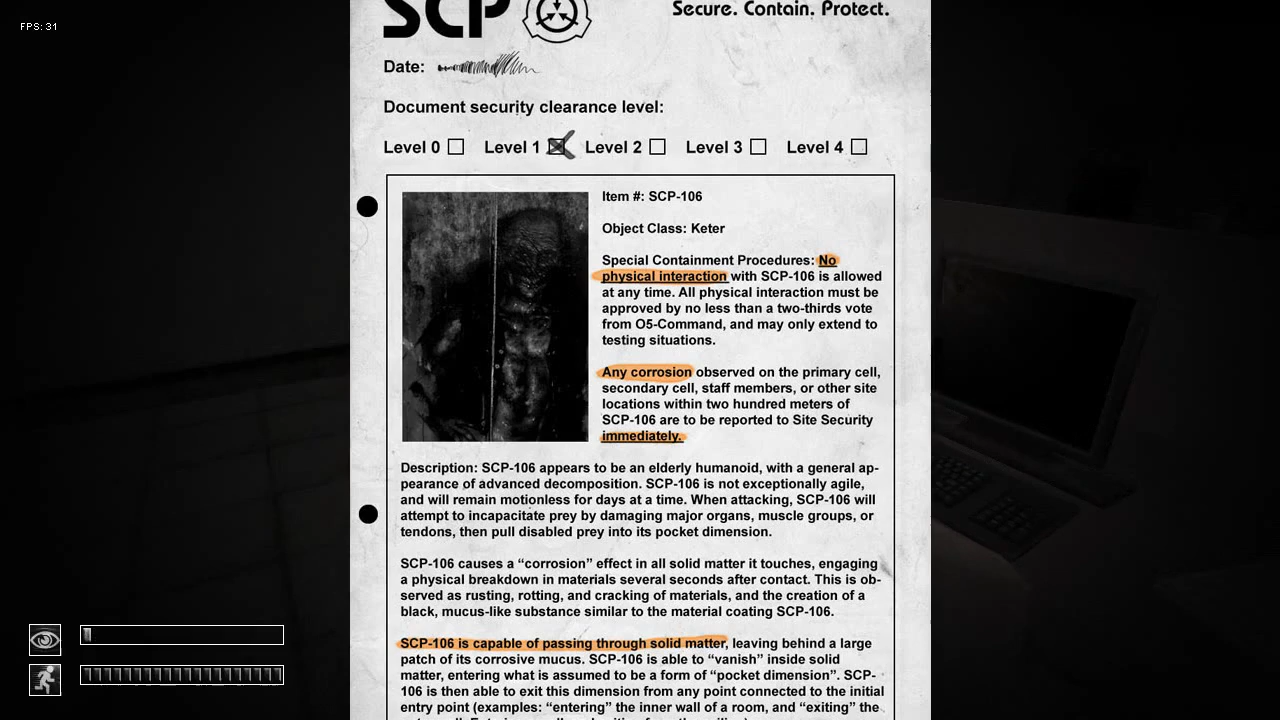 FPS: 31
SCP
Secure. Contain. Protect.
Date:
Document security clearance level:
Level 0 Level 1 Level 2 Level 3 Level 4
Item #: SCP-106
Object Class: Keter
Special Containment Procedures: No
physical interaction with SCP-106 is allowed
at any time. All physical interaction must be
approved by no less than a two-thirds vote
from O5-Command, and may only extend to
testing situations.
Any corrosion observed on the primary cell,
secondary cell, staff members, or other site
locations within two hundred meters of
SCP-106 are to be reported to Site Security
immediately.
Description: SCP-106 appears to be an elderly humanoid, with a general ap-
pearance of advanced decomposition. SCP-106 is not exceptionally agile,
and will remain motionless for days at a time. When attacking, SCP-106 will
attempt to incapacitate prey by damaging major organs, muscle groups, or
tendons, then pull disabled prey into its pocket dimension.
SCP-106 causes a “corrosion” effect in all solid matter it touches, engaging
a physical breakdown in materials several seconds after contact. This is ob-
served as rusting, rotting, and cracking of materials, and the creation of a
black, mucus-like substance similar to the material coating SCP-106.
SCP-106 is capable of passing through solid matter, leaving behind a large
patch of its corrosive mucus. SCP-106 is able to “vanish” inside solid
matter, entering what is assumed to be a form of “pocket dimension”. SCP-
106 is then able to exit this dimension from any point connected to the initial
entry point (examples: “entering” the inner wall of a room, and “exiting” the